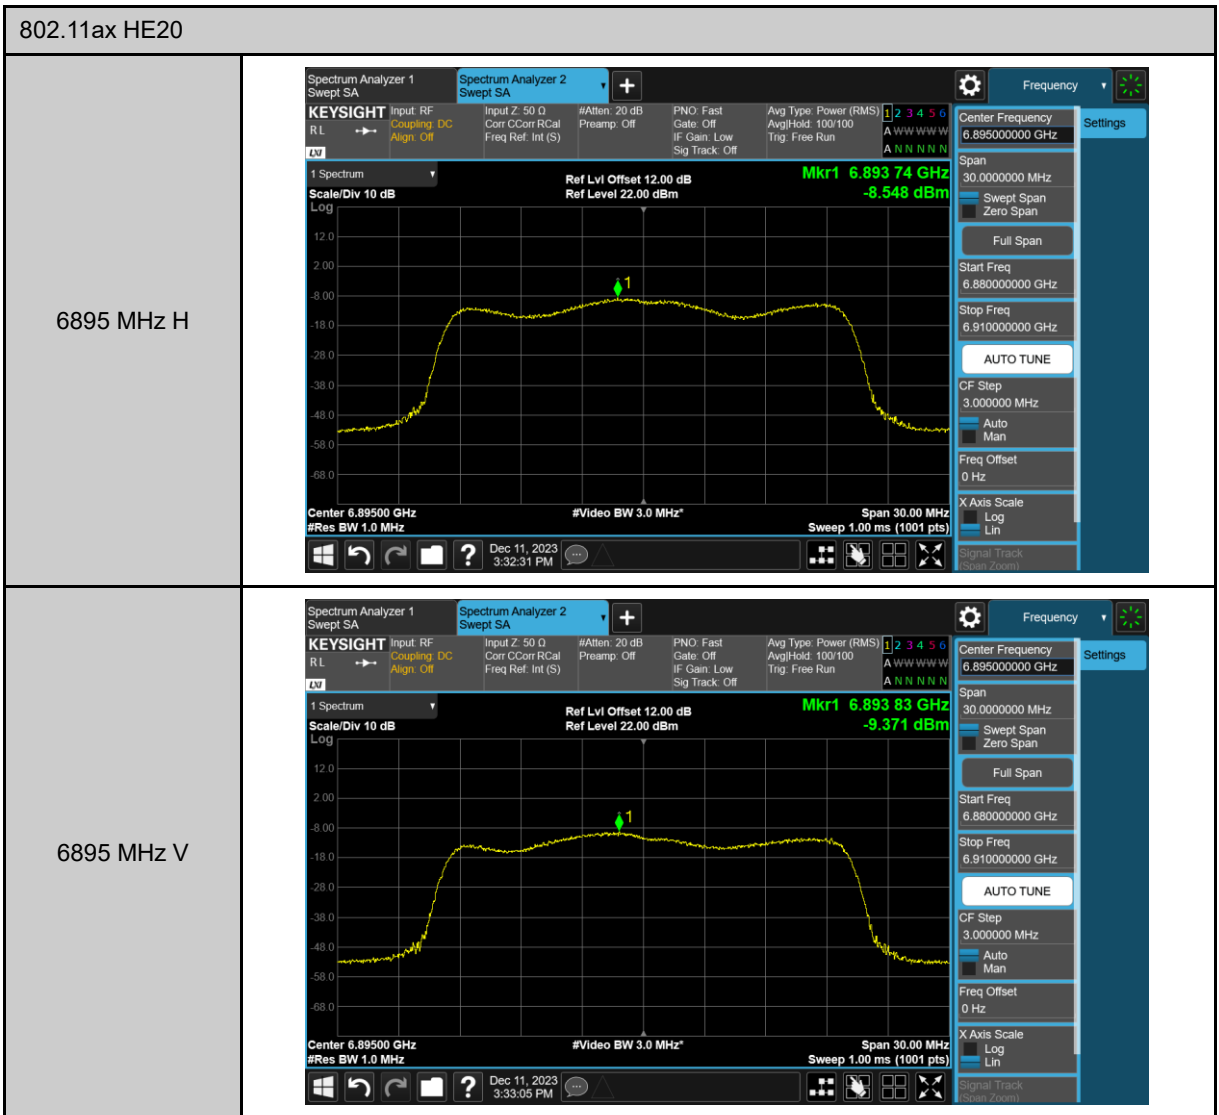 802.11ax HE20
6895 MHz H
Spectrum Analyzer 1
Swept SA
Spectrum Analyzer 2
Swept SA
+
Frequency
KEYSIGHT
RL
LXI
Input: RF
Coupling: DC
Align: Off
Input Z: 50 Ω
Corr CCorr RCal
Freq Ref: Int (S)
#Atten: 20 dB
Preamp: Off
PNO: Fast
Gate: Off
IF Gain: Low
Sig Track: Off
Avg Type: Power (RMS)
Avg|Hold: 100/100
Trig: Free Run
1 2 3 4 5 6
A W W W W W
A N N N N N
1 Spectrum
Scale/Div 10 dB
Log
Ref Lvl Offset 12.00 dB
Ref Level 22.00 dBm
Mkr1 6.893 74 GHz
-8.548 dBm
1
12.0
2.00
-8.00
-18.0
-28.0
-38.0
-48.0
-58.0
-68.0
Center 6.89500 GHz
#Res BW 1.0 MHz
#Video BW 3.0 MHz*
Span 30.00 MHz
Sweep 1.00 ms (1001 pts)
?
Dec 11, 2023
3:32:31 PM
Center Frequency
6.895000000 GHz
Settings
Span
30.0000000 MHz
Swept Span
Zero Span
Full Span
Start Freq
6.880000000 GHz
Stop Freq
6.910000000 GHz
AUTO TUNE
CF Step
3.000000 MHz
Auto
Man
Freq Offset
0 Hz
X Axis Scale
Log
Lin
Signal Track
(Span Zoom)
6895 MHz V
Spectrum Analyzer 1
Swept SA
Spectrum Analyzer 2
Swept SA
+
Frequency
KEYSIGHT
RL
LXI
Input: RF
Coupling: DC
Align: Off
Input Z: 50 Ω
Corr CCorr RCal
Freq Ref: Int (S)
#Atten: 20 dB
Preamp: Off
PNO: Fast
Gate: Off
IF Gain: Low
Sig Track: Off
Avg Type: Power (RMS)
Avg|Hold: 100/100
Trig: Free Run
1 2 3 4 5 6
A W W W W W
A N N N N N
1 Spectrum
Scale/Div 10 dB
Log
Ref Lvl Offset 12.00 dB
Ref Level 22.00 dBm
Mkr1 6.893 83 GHz
-9.371 dBm
1
12.0
2.00
-8.00
-18.0
-28.0
-38.0
-48.0
-58.0
-68.0
Center 6.89500 GHz
#Res BW 1.0 MHz
#Video BW 3.0 MHz*
Span 30.00 MHz
Sweep 1.00 ms (1001 pts)
?
Dec 11, 2023
3:33:05 PM
Center Frequency
6.895000000 GHz
Settings
Span
30.0000000 MHz
Swept Span
Zero Span
Full Span
Start Freq
6.880000000 GHz
Stop Freq
6.910000000 GHz
AUTO TUNE
CF Step
3.000000 MHz
Auto
Man
Freq Offset
0 Hz
X Axis Scale
Log
Lin
Signal Track
(Span Zoom)